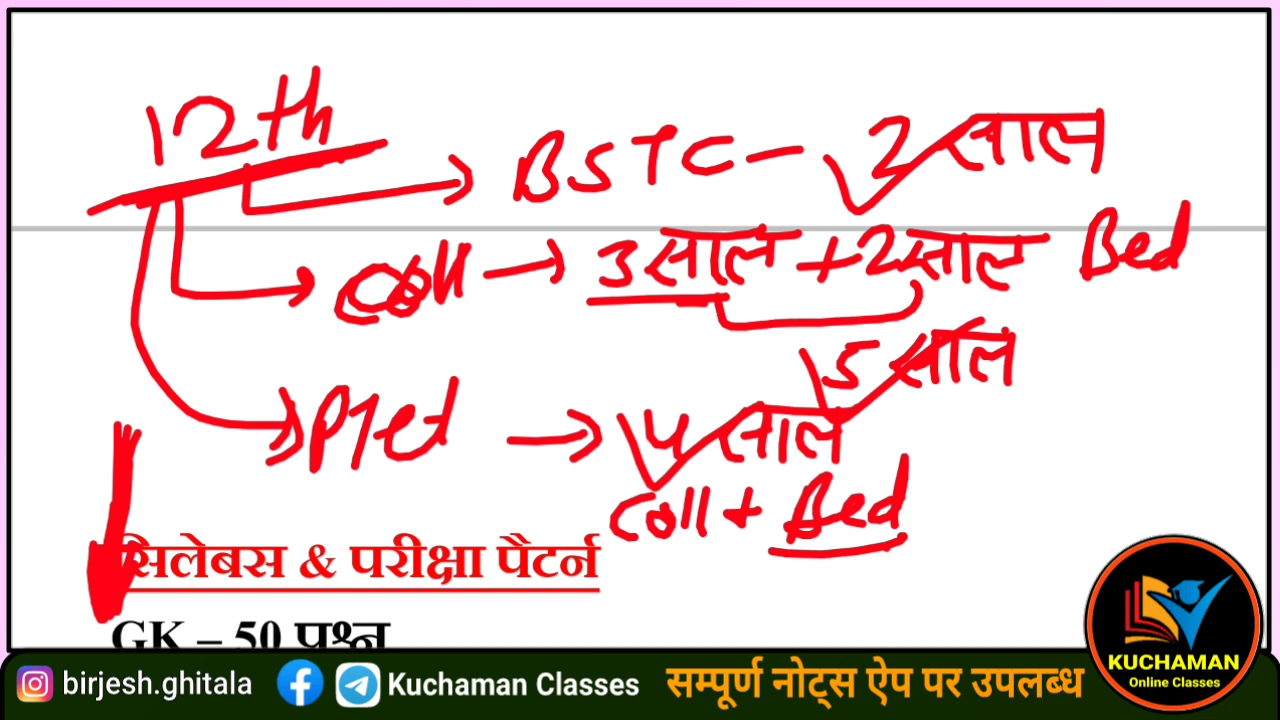 12th
BSTC - 2 साल
Coll → 3 साल + 2 साल Bed
5 साल
Ptet → 4 साल
Coll + Bed
सिलेबस & परीक्षा पैटर्न
GK – 50 प्रश्न
birjesh.ghitala
Kuchaman Classes
सम्पूर्ण नोट्स ऐप पर उपलब्ध
KUCHAMAN
Online Classes